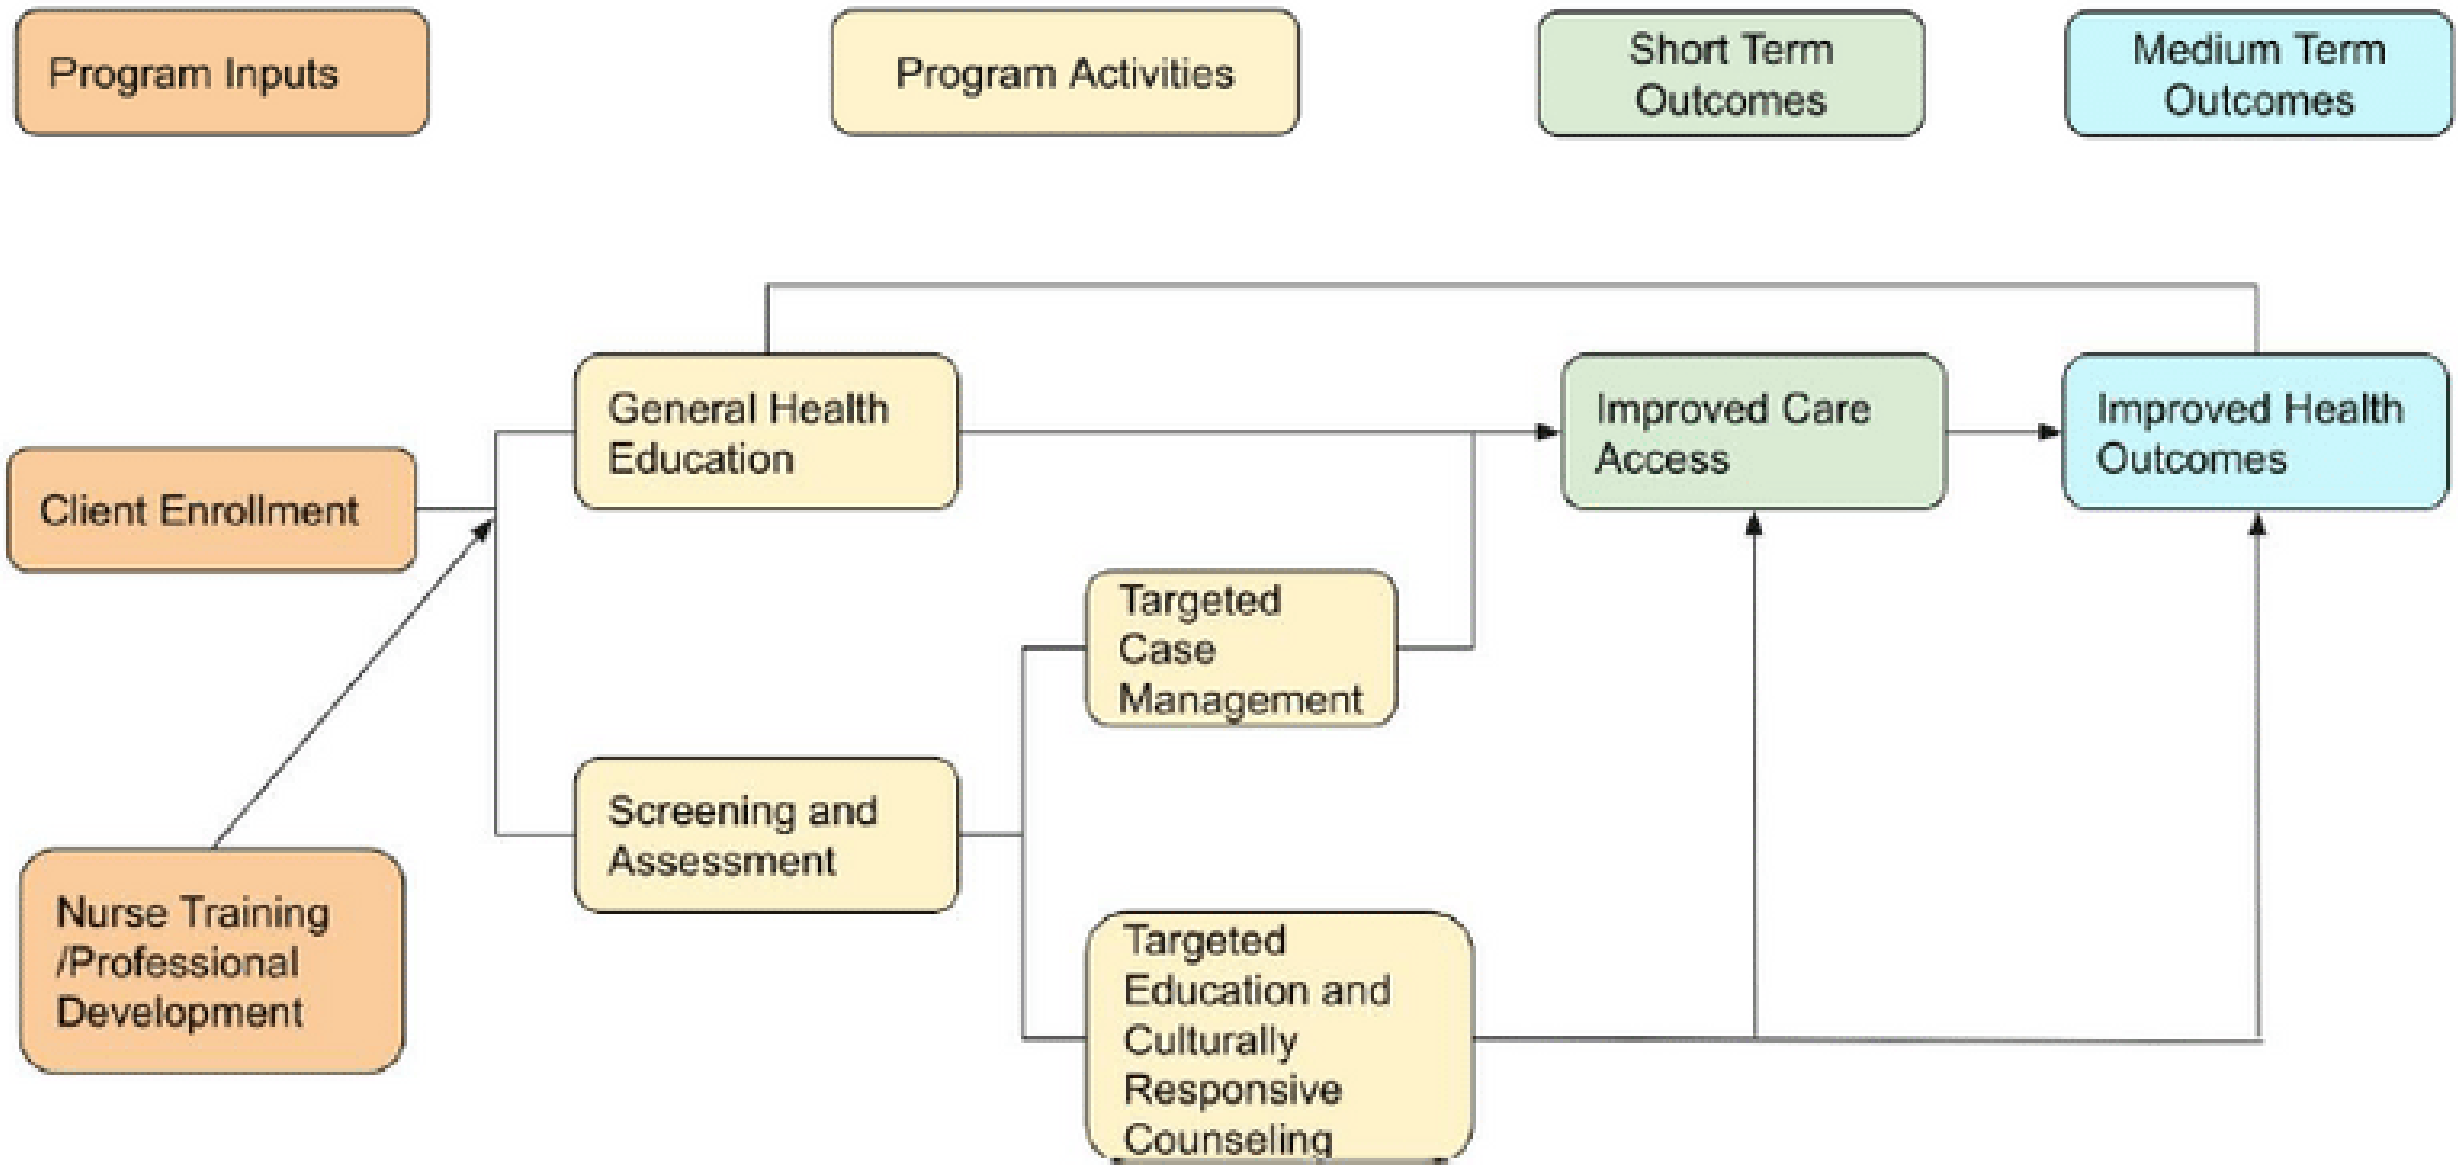 Program Inputs
Program Activities
Short Term
Outcomes
Medium Term
Outcomes
General Health
Education
Improved Care
Access
Improved Health
Outcomes
Client Enrollment
Targeted
Case
Management
Screening and
Assessment
Nurse Training
/Professional
Development
Targeted
Education and
Culturally
Responsive
Counseling